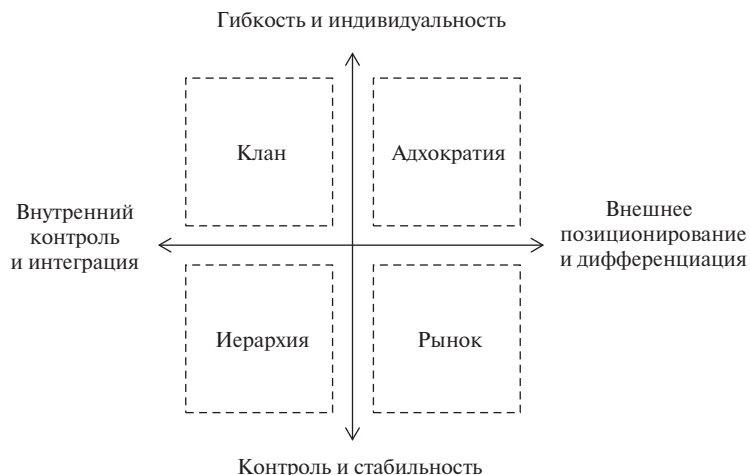 Гибкость и индивидуальность
Клан
Адхократия
Внутренний
контроль
и интеграция
Внешнее
позиционирование
и дифференциация
Иерархия
Рынок
Контроль и стабильность